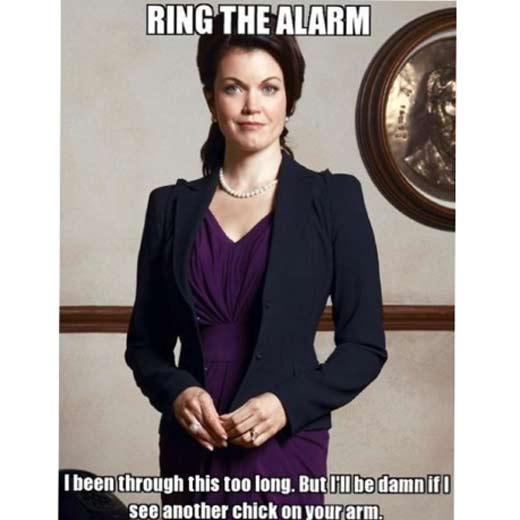 RING THE ALARM
I been through this too long. But I'll be damn if I
see another chick on your arm.